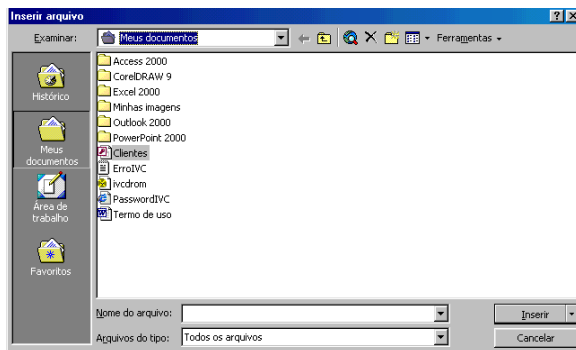 Inserir arquivo
Examinar: Meus documentos Ferramentas
Histórico
Meus documentos
Área de trabalho
Favoritos
Access 2000
CorelDRAW 9
Excel 2000
Minhas imagens
Outlook 2000
PowerPoint 2000
Clientes
ErroIVC
ivcdrom
PasswordIVC
Termo de uso
Nome do arquivo: Inserir
Arquivos do tipo: Todos os arquivos Cancelar